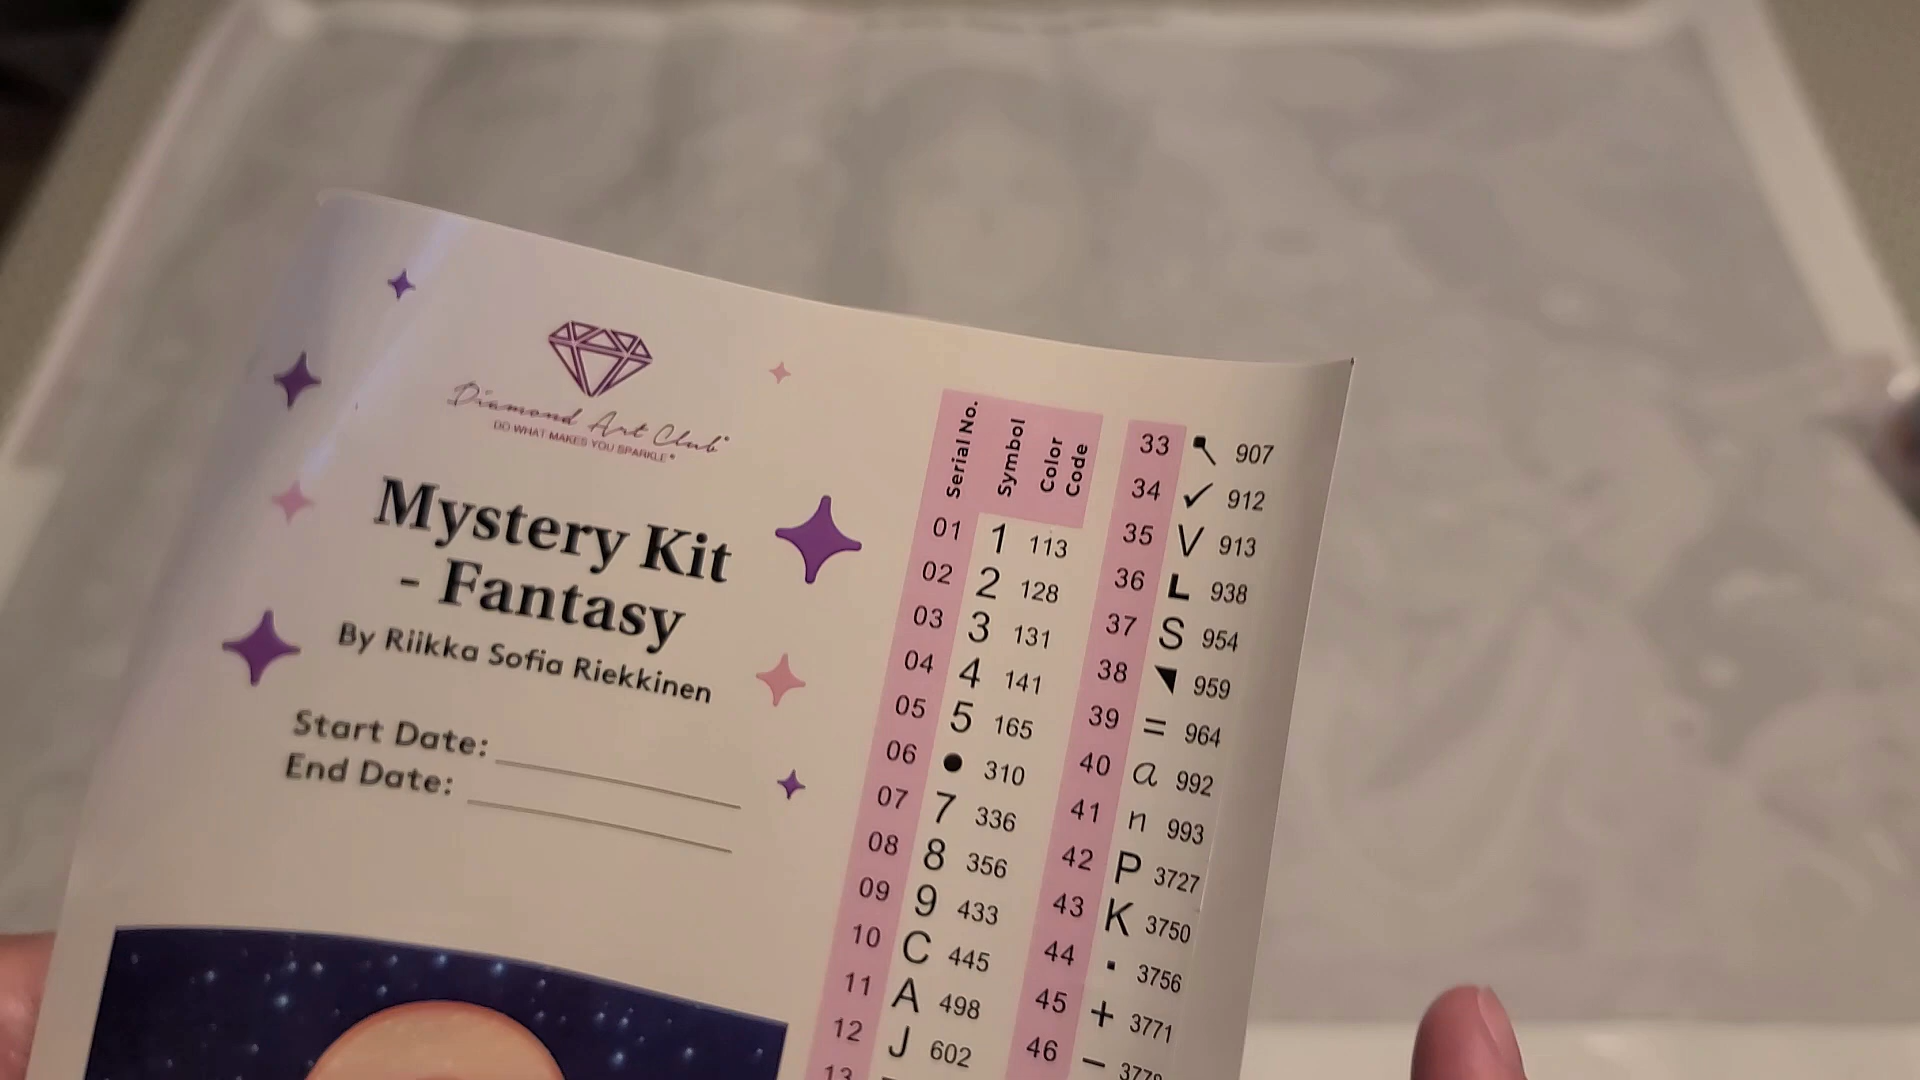 Diamond Art Club®
DO WHAT MAKES YOU SPARKLE®
Mystery Kit
- Fantasy
By Riikka Sofia Riekkinen
Start Date:
End Date:
Serial No. Symbol Color Code
01 1 113
02 2 128
03 3 131
04 4 141
05 5 165
06 ● 310
07 7 336
08 8 356
09 9 433
10 C 445
11 A 498
12 J 602
13
33 907
34 ✓ 912
35 V 913
36 L 938
37 S 954
38 ◥ 959
39 = 964
40 a 992
41 n 993
42 P 3727
43 K 3750
44 ▪ 3756
45 + 3771
46 −